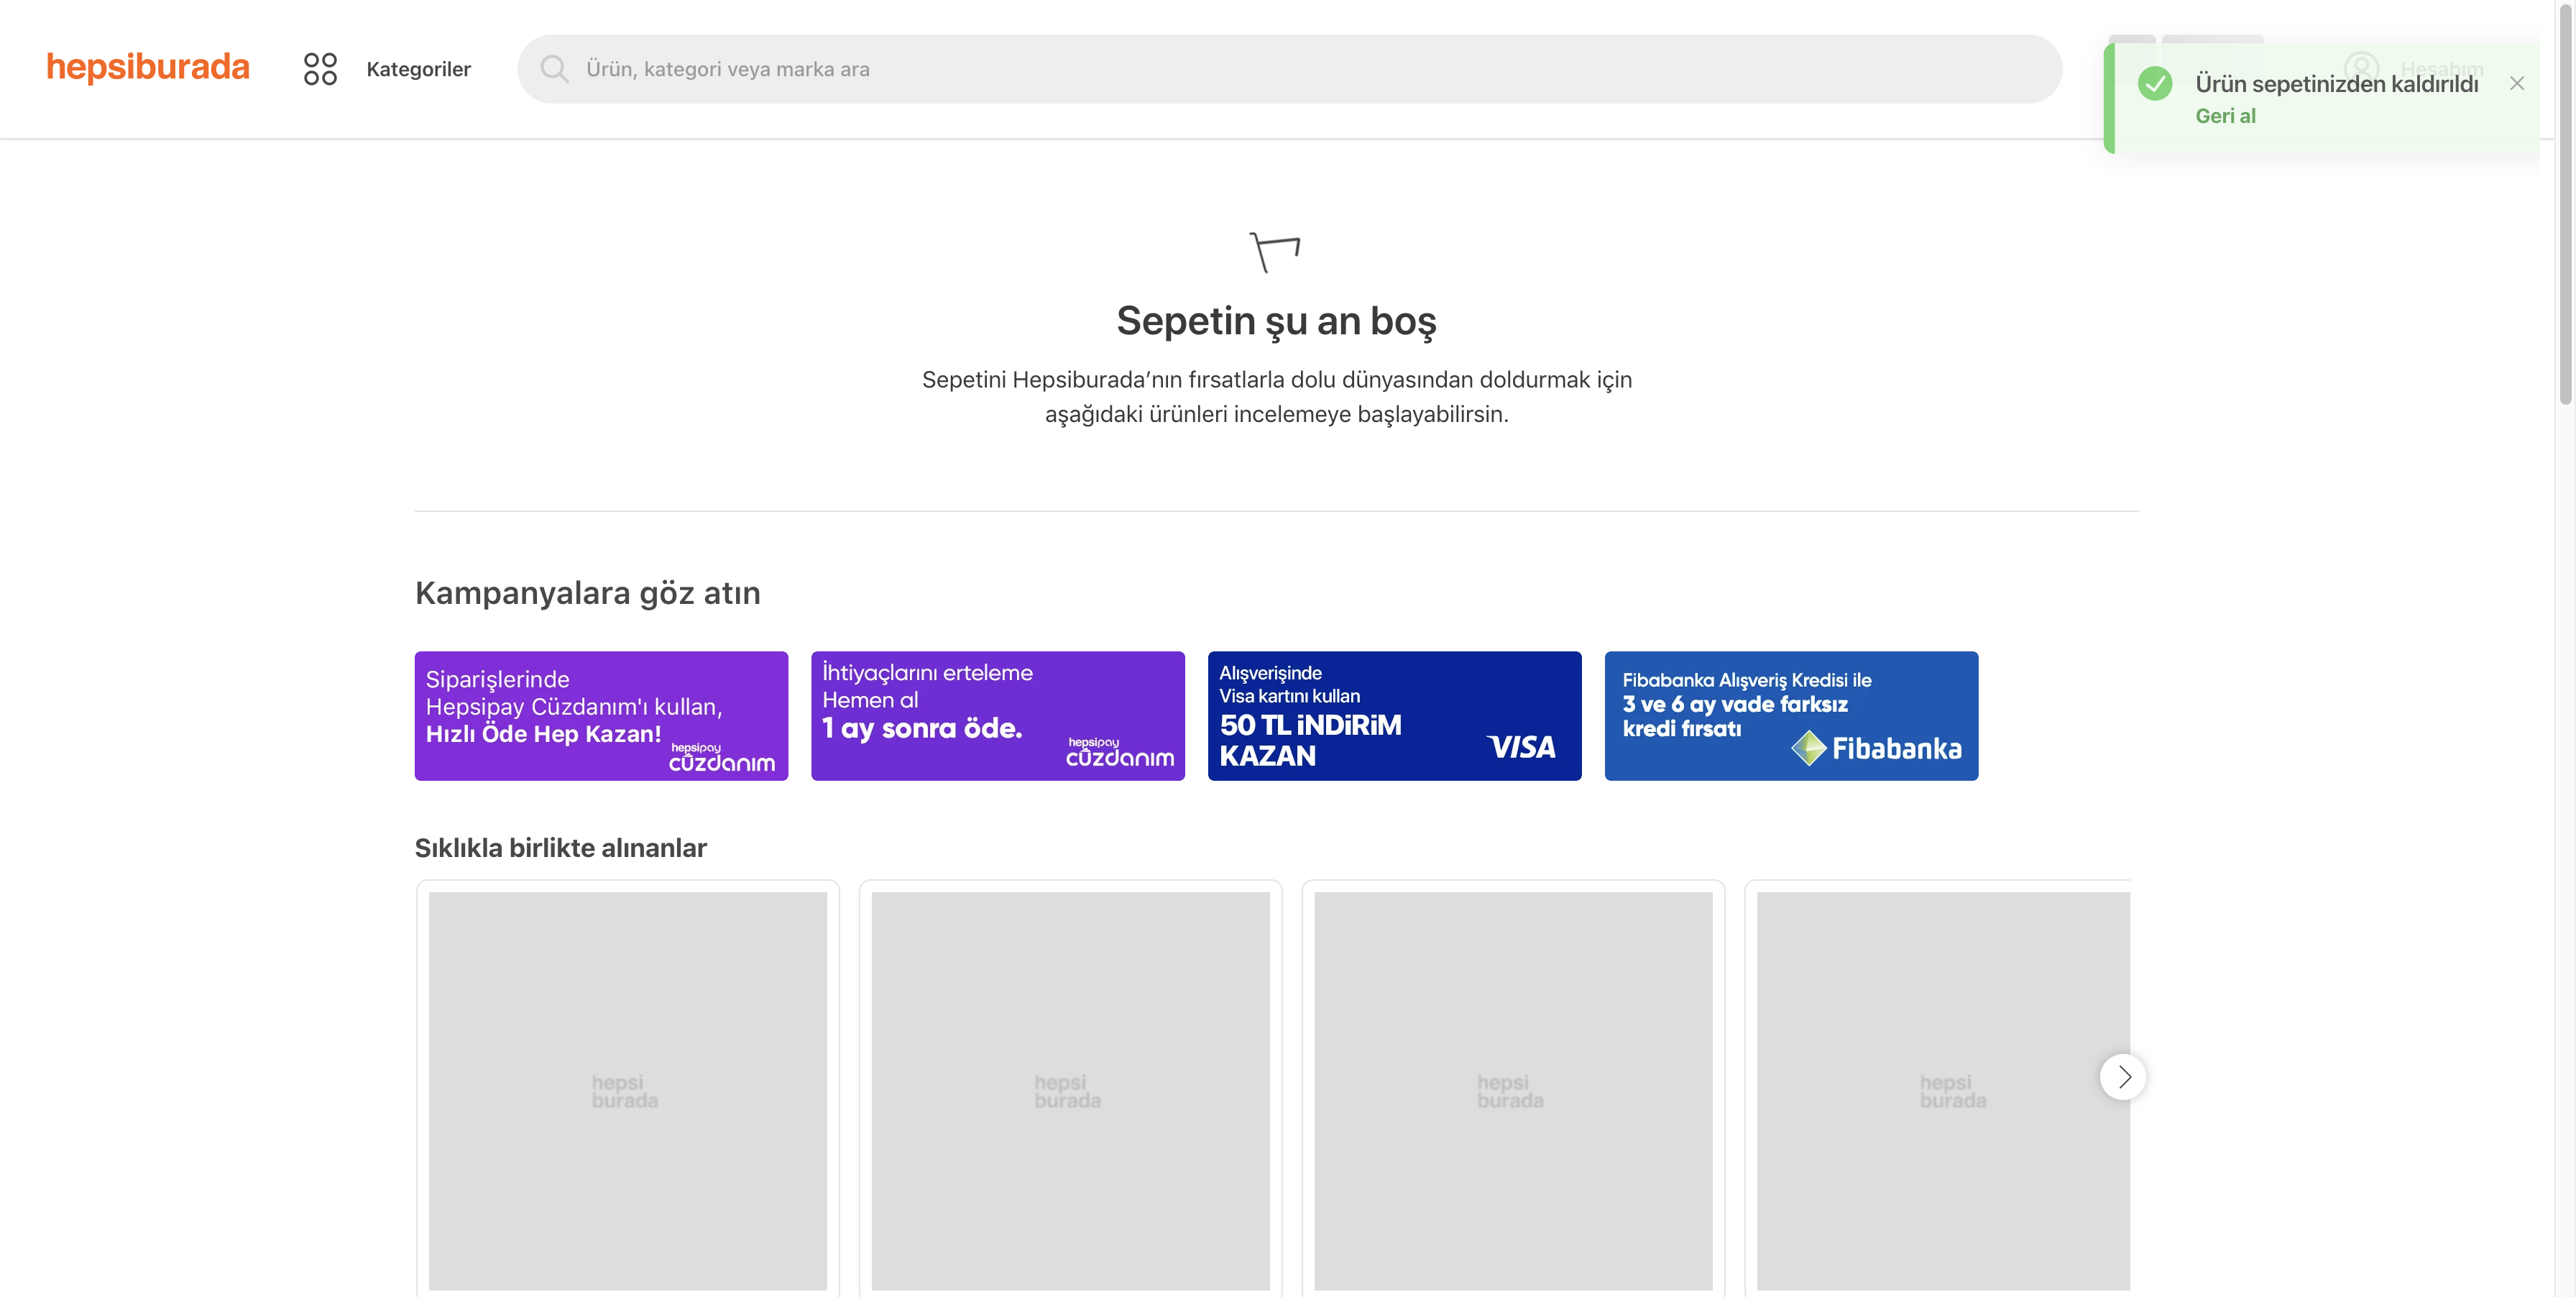 hepsiburada
Kategoriler
Ürün, kategori veya marka ara
Hesabım
Ürün sepetinizden kaldırıldı
Geri al
Sepetin şu an boş
Sepetini Hepsiburada’nın fırsatlarla dolu dünyasından doldurmak için
aşağıdaki ürünleri incelemeye başlayabilirsin.
Kampanyalara göz atın
Siparişlerinde
Hepsipay Cüzdanım'ı kullan,
Hızlı Öde Hep Kazan!
hepsipay
cüzdanım
İhtiyaçlarını erteleme
Hemen al
1 ay sonra öde.
hepsipay
cüzdanım
Alışverişinde
Visa kartını kullan
50 TL İNDİRİM
KAZAN
VISA
Fibabanka Alışveriş Kredisi ile
3 ve 6 ay vade farksız
kredi fırsatı
Fibabanka
Sıklıkla birlikte alınanlar
hepsi
burada
hepsi
burada
hepsi
burada
hepsi
burada